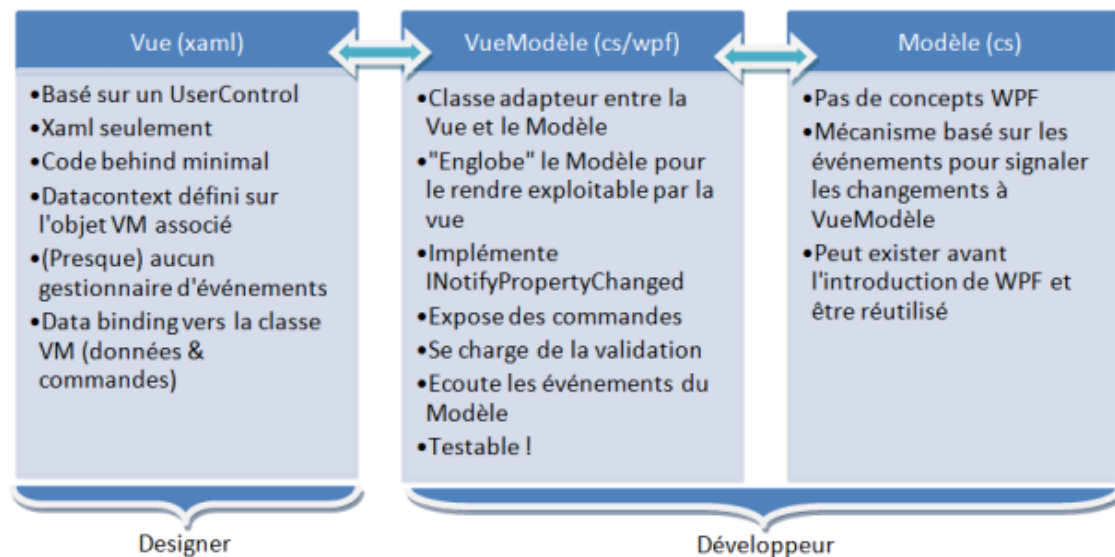 Vue (xaml)
•Basé sur un UserControl
•Xaml seulement
•Code behind minimal
•Datacontext défini sur
l'objet VM associé
•(Presque) aucun
gestionnaire d'événements
•Data binding vers la classe
VM (données &
commandes)
VueModèle (cs/wpf)
•Classe adapteur entre la
Vue et le Modèle
•"Englobe" le Modèle pour
le rendre exploitable par la
vue
•Implémente
INotifyPropertyChanged
•Expose des commandes
•Se charge de la validation
•Ecoute les événements du
Modèle
•Testable !
Modèle (cs)
•Pas de concepts WPF
•Mécanisme basé sur les
événements pour signaler
les changements à
VueModèle
•Peut exister avant
l'introduction de WPF et
être réutilisé
Designer
Développeur